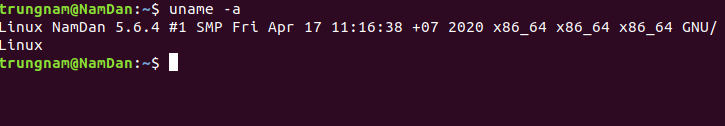 trungnam@NamDan:~$ uname -a
Linux NamDan 5.6.4 #1 SMP Fri Apr 17 11:16:38 +07 2020 x86_64 x86_64 x86_64 GNU/
Linux
trungnam@NamDan:~$